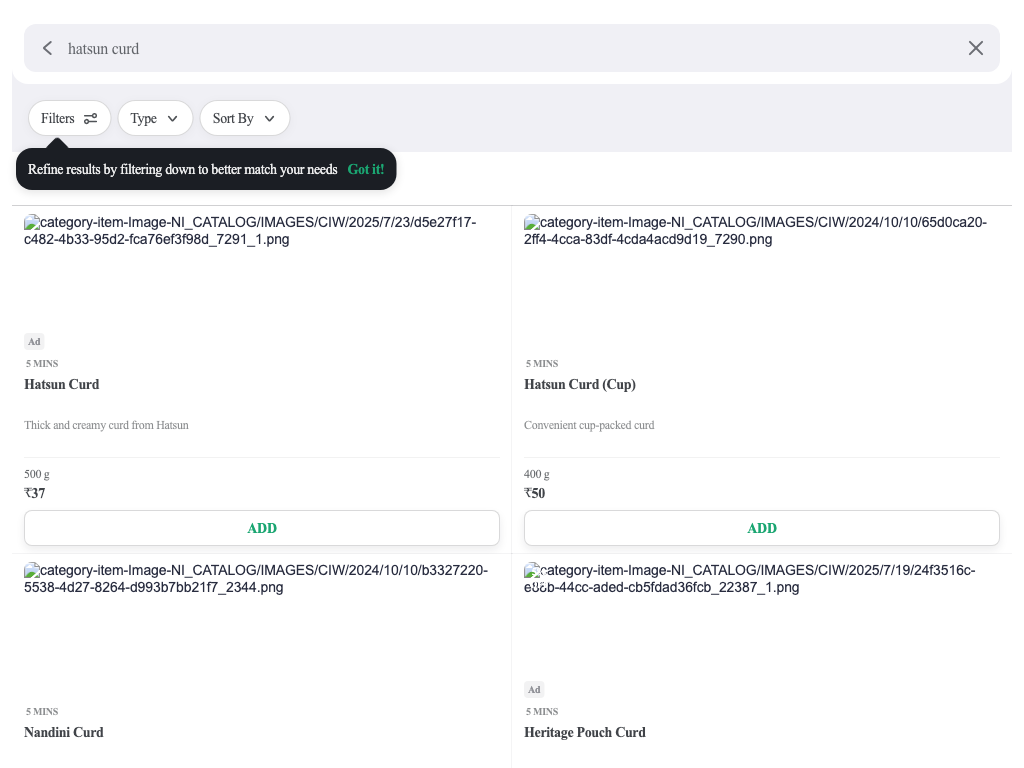 hatsun curd
Filters
Type
Sort By
Refine results by filtering down to better match your needs Got it!
category-item-Image-NI_CATALOG/IMAGES/CIW/2025/7/23/d5e27f17-
c482-4b33-95d2-fca76ef3f98d_7291_1.png
Ad
5 MINS
Hatsun Curd
Thick and creamy curd from Hatsun
500 g
₹37
ADD
category-item-Image-NI_CATALOG/IMAGES/CIW/2024/10/10/65d0ca20-
2ff4-4cca-83df-4cda4acd9d19_7290.png
5 MINS
Hatsun Curd (Cup)
Convenient cup-packed curd
400 g
₹50
ADD
category-item-Image-NI_CATALOG/IMAGES/CIW/2024/10/10/b3327220-
5538-4d27-8264-d993b7bb21f7_2344.png
5 MINS
Nandini Curd
category-item-Image-NI_CATALOG/IMAGES/CIW/2025/7/19/24f3516c-
44cc-aded-cb5fdad36fcb_22387_1.png
Ad
5 MINS
Heritage Pouch Curd